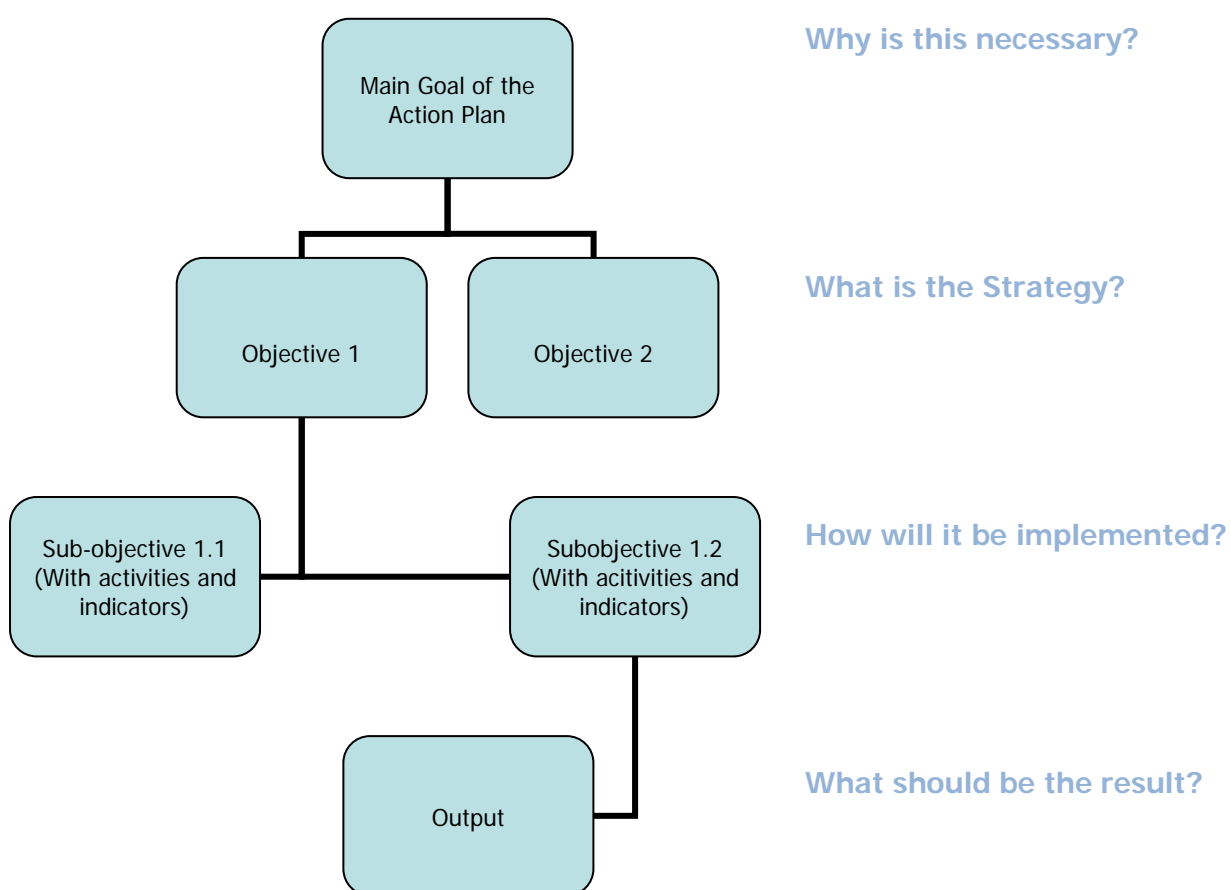 Why is this necessary?
Main Goal of the
Action Plan
What is the Strategy?
Objective 1
Objective 2
How will it be implemented?
Sub-objective 1.1
(With activities and
indicators)
Subobjective 1.2
(With acitivities and
indicators)
What should be the result?
Output